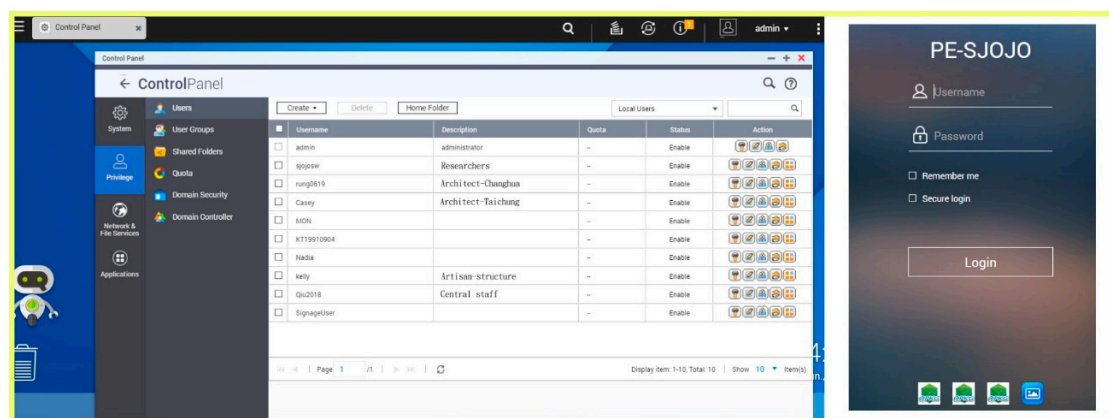 Control Panel
admin
Control Panel
ControlPanel
System
Privilege
Network &
File Services
Applications
Users
User Groups
Shared Folders
Quota
Domain Security
Domain Controller
Create
Delete
Home Folder
Local Users
Username Description Quota Status Action
admin administrator -- Enable
sjojosw Researchers -- Enable
rung0619 Architect-Changhua -- Enable
Casey Architect-Taichung -- Enable
MON -- Enable
KT19910904 -- Enable
Nadia -- Enable
kelly Artisan-structure -- Enable
Qiu2018 Central staff -- Enable
SignageUser -- Enable
Page 1 /1
Display item: 1-10, Total: 10 | Show 10 Item(s)
PE-SJOJO
Username
Password
Remember me
Secure login
Login